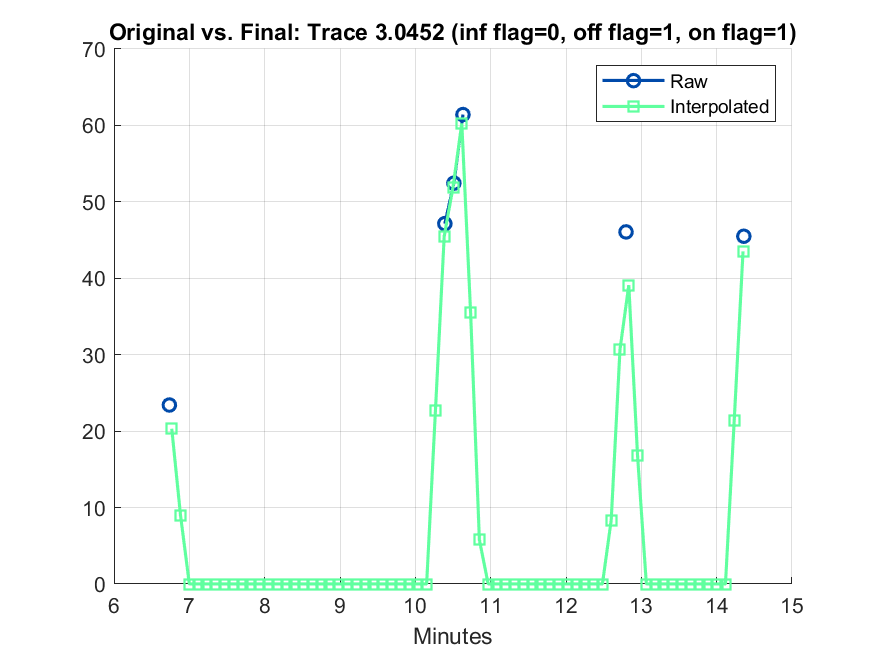 Original vs. Final: Trace 3.0452 (inf flag=0, off flag=1, on flag=1)
70
60
50
40
30
20
10
0
Raw
Interpolated
6 7 8 9 10 11 12 13 14 15
Minutes